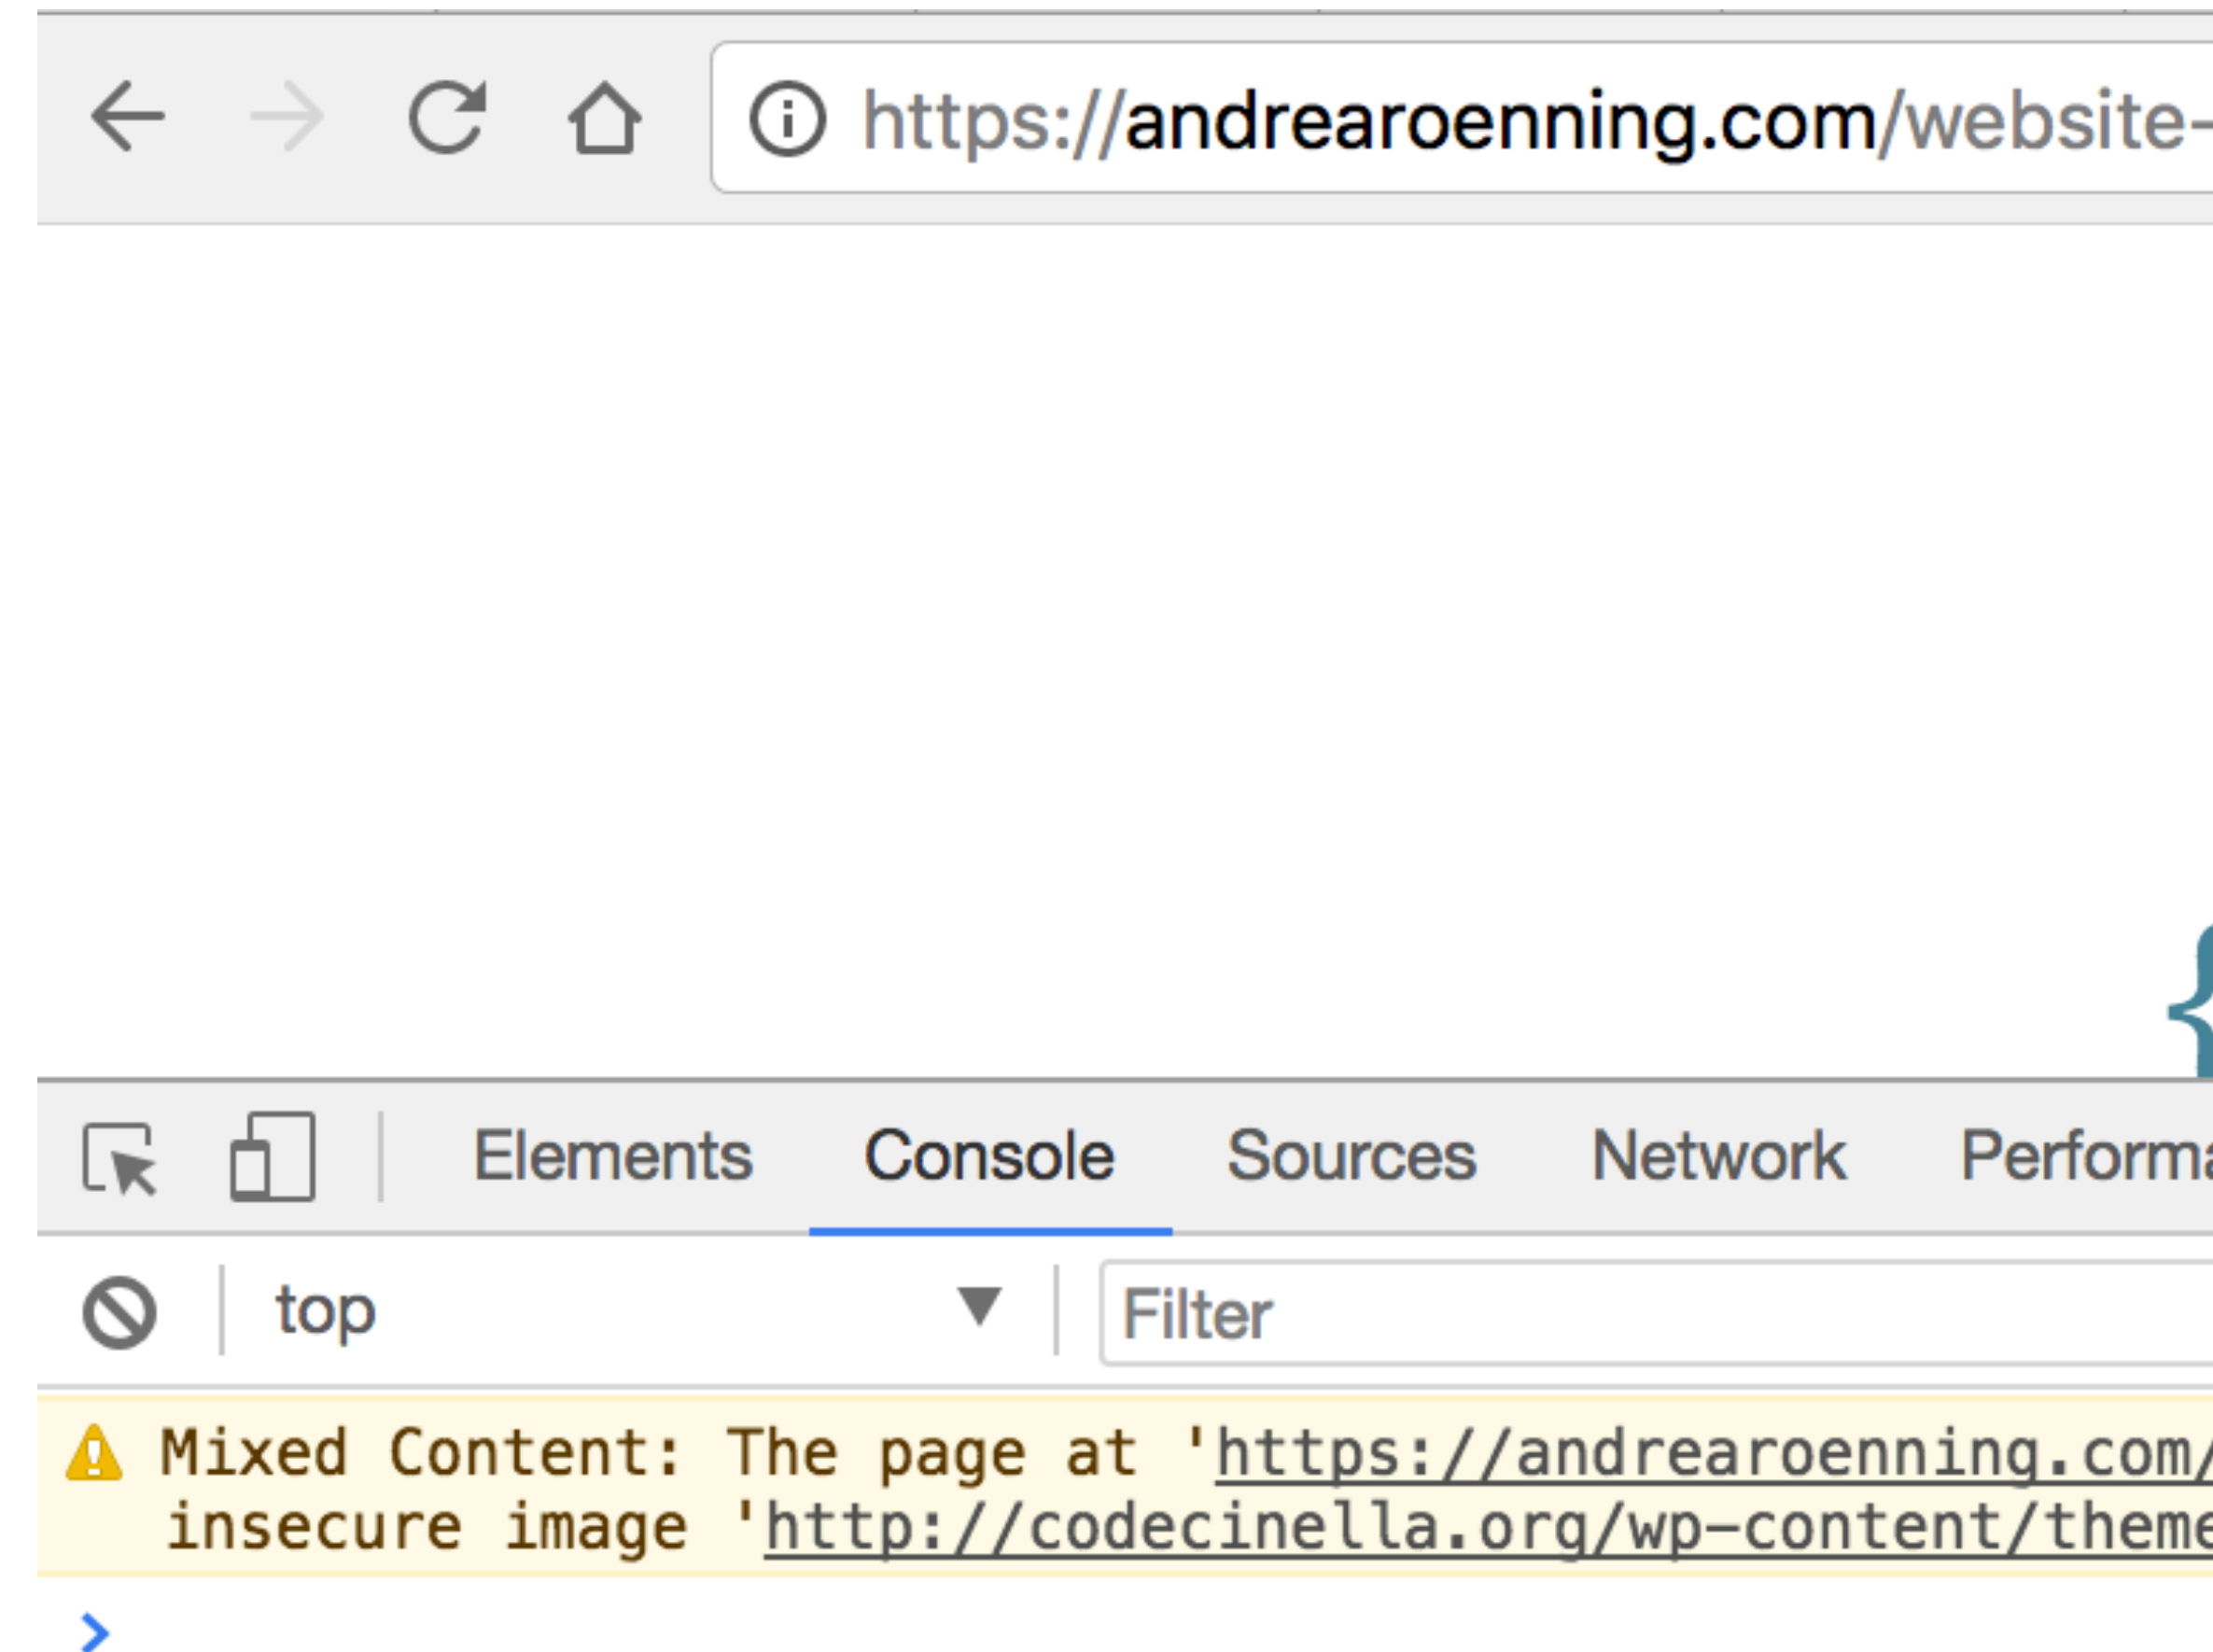 https://andrearoenning.com/website-
{
Elements Console Sources Network Performa
top Filter
Mixed Content: The page at 'https://andrearoenning.com/
insecure image 'http://codecinella.org/wp-content/theme